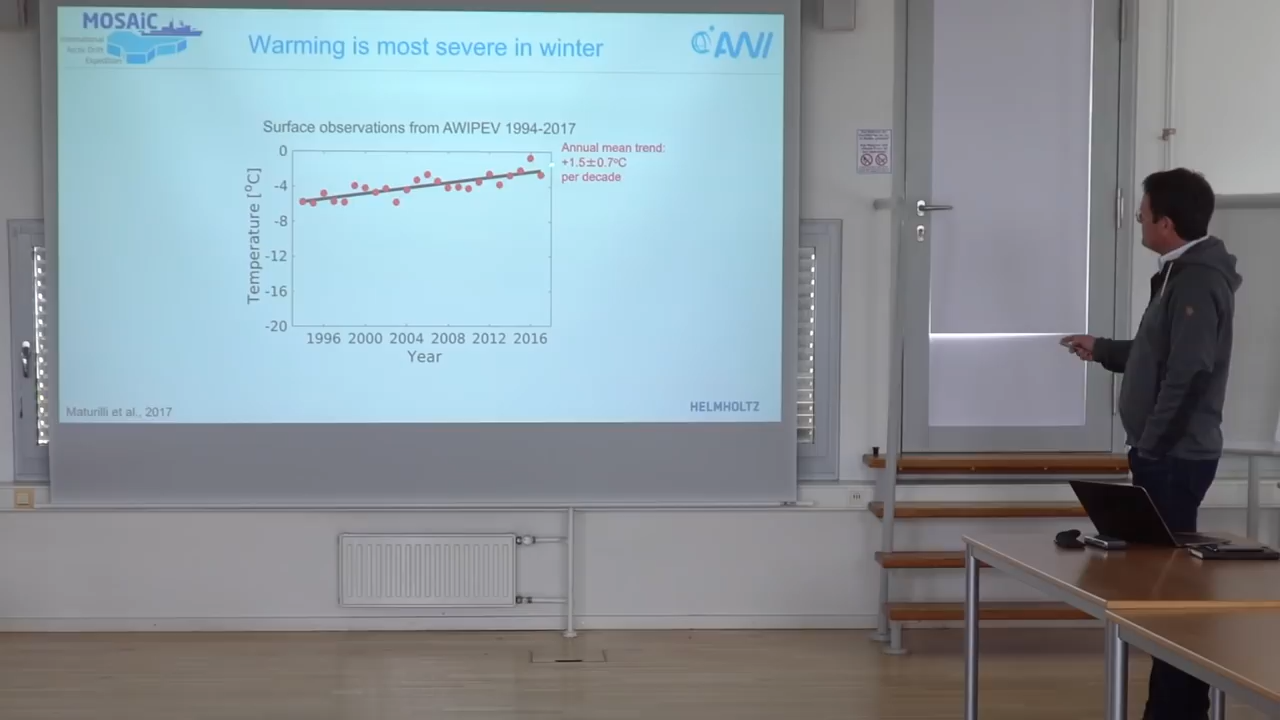 MOSAiC
International
Arctic Drift
Expedition
Warming is most severe in winter
AWI
Surface observations from AWIPEV 1994-2017
Annual mean trend:
+1.5±0.7°C
per decade
Temperature [°C]
0
-4
-8
-12
-16
-20
1996 2000 2004 2008 2012 2016
Year
Maturilli et al., 2017
HELMHOLTZ